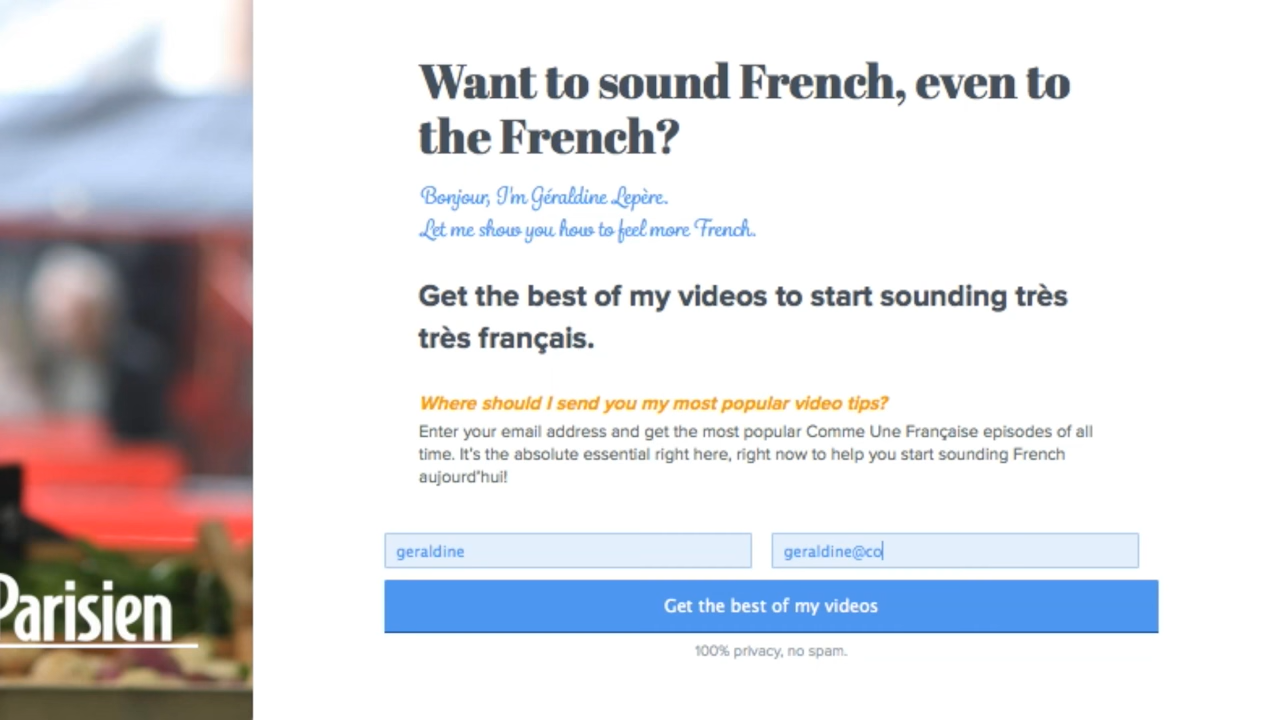 Want to sound French, even to
the French?
Bonjour, I'm Géraldine Lepère.
Let me show you how to feel more French.
Get the best of my videos to start sounding très
très français.
Where should I send you my most popular video tips?
Enter your email address and get the most popular Comme Une Française episodes of all
time. It's the absolute essential right here, right now to help you start sounding French
aujourd'hui!
geraldine
geraldine@co
Get the best of my videos
100% privacy, no spam.
Parisien